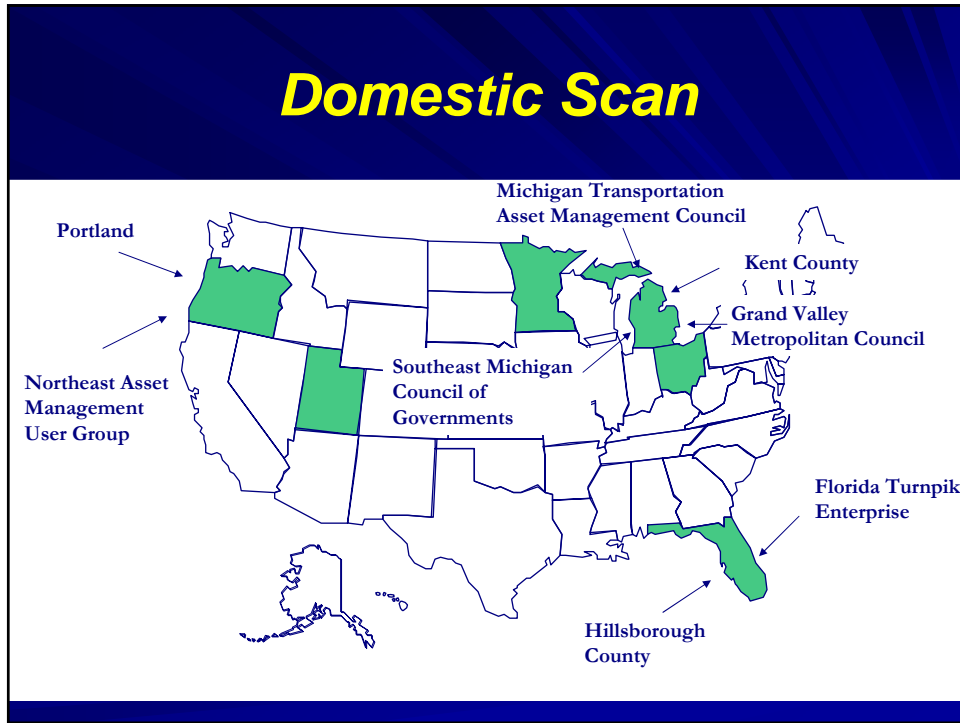 Domestic Scan
Michigan Transportation
Asset Management Council
Portland
Kent County
Grand Valley
Metropolitan Council
Southeast Michigan
Council of
Governments
Northeast Asset
Management
User Group
Florida Turnpik
Enterprise
Hillsborough
County